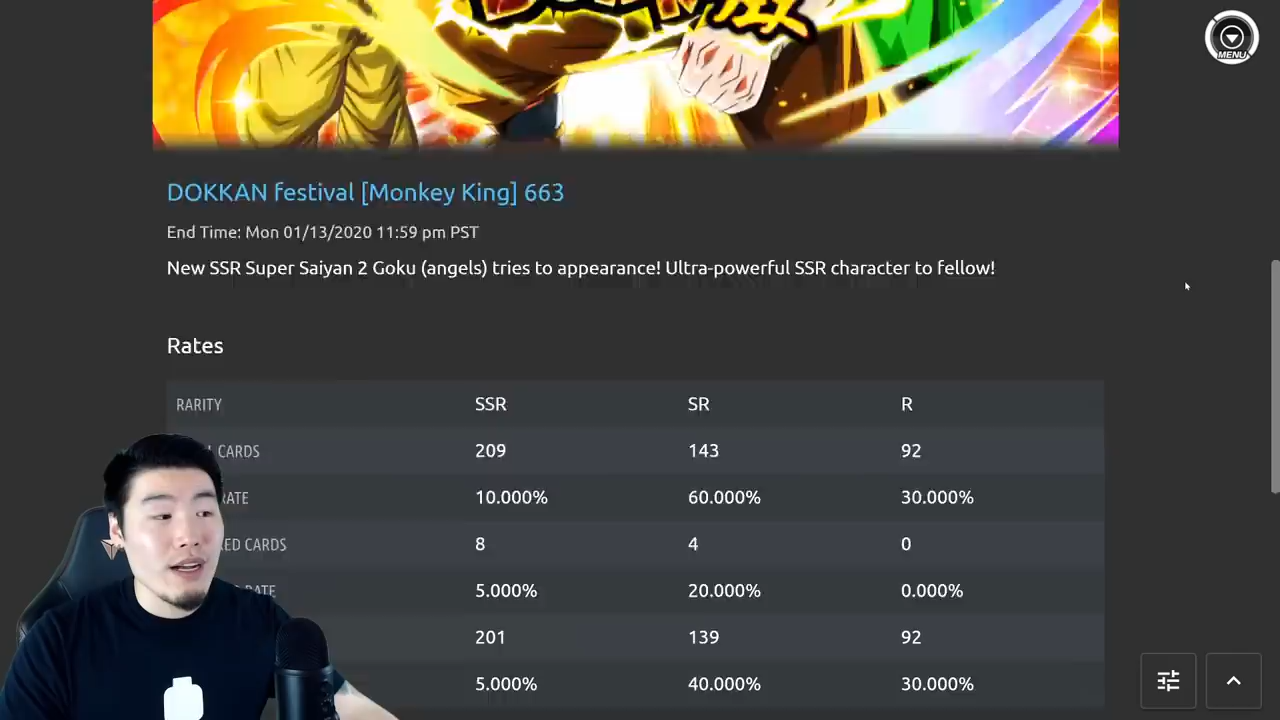 MENU
DOKKAN festival [Monkey King] 663
End Time: Mon 01/13/2020 11:59 pm PST
New SSR Super Saiyan 2 Goku (angels) tries to appearance! Ultra-powerful SSR character to fellow!
Rates
RARITY SSR SR R
CARDS 209 143 92
RATE 10.000% 60.000% 30.000%
ED CARDS 8 4 0
RATE 5.000% 20.000% 0.000%
201 139 92
5.000% 40.000% 30.000%